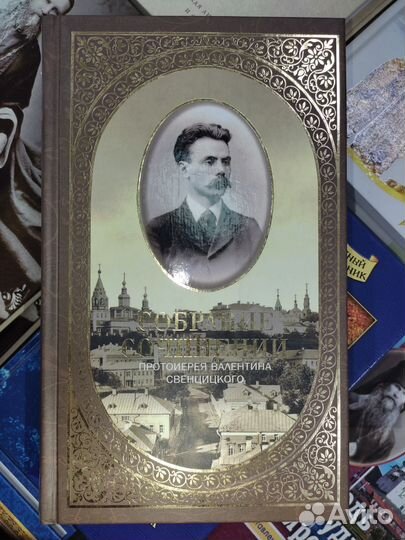 СОБРАНИЕ
СОЧИНЕНИЙ
ПРОТОИЕРЕЯ ВАЛЕНТИНА
СВЕНЦИЦКОГО
Avito